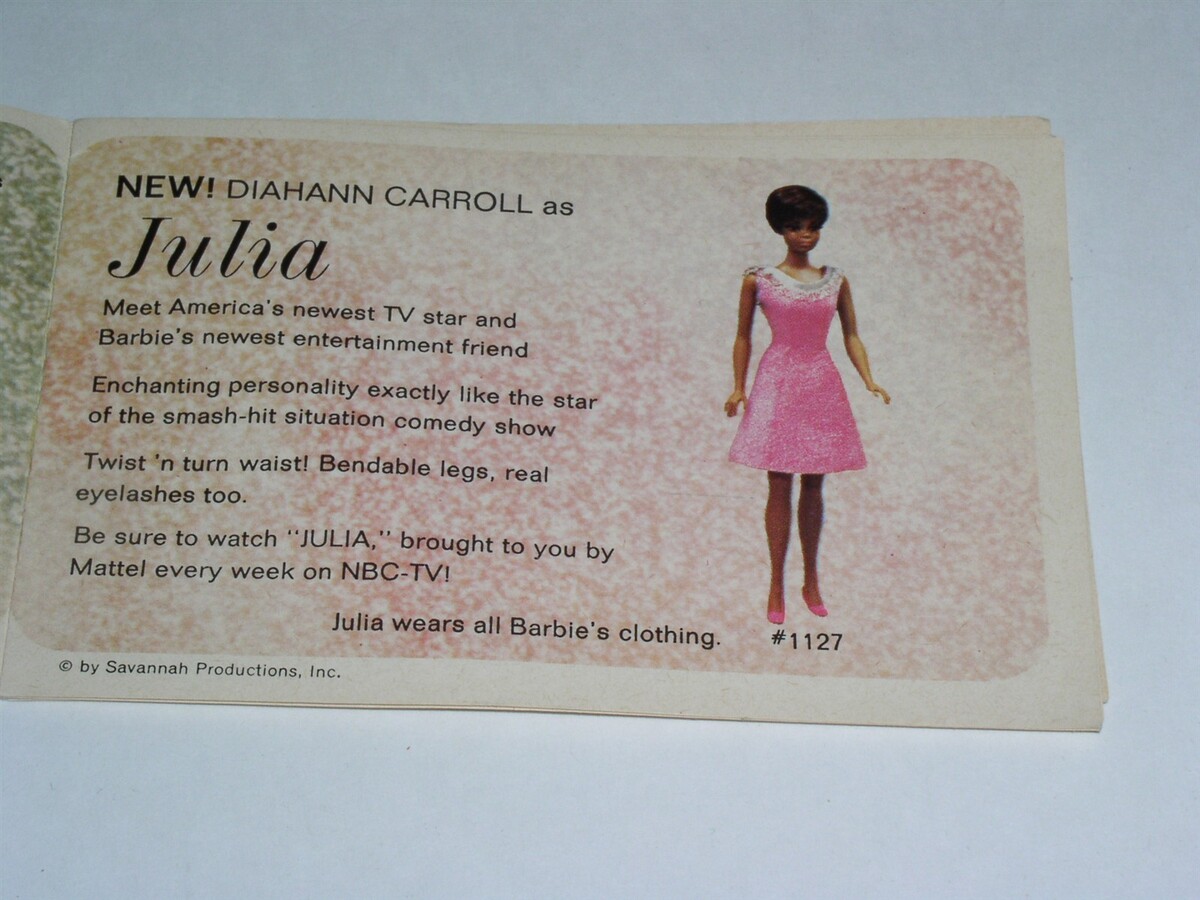 NEW! DIAHANN CARROLL as
Julia
Meet America's newest TV star and
Barbie's newest entertainment friend
Enchanting personality exactly like the star
of the smash-hit situation comedy show
Twist 'n turn waist! Bendable legs, real
eyelashes too.
Be sure to watch "JULIA," brought to you by
Mattel every week on NBC-TV!
Julia wears all Barbie's clothing.
#1127
© by Savannah Productions, Inc.